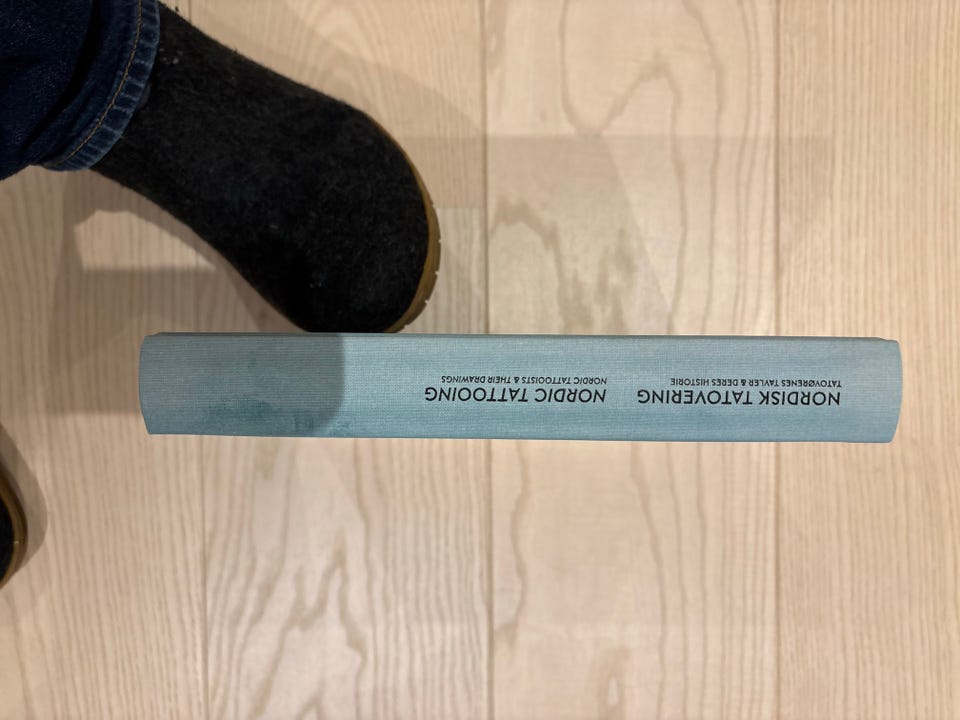 NORDISK TATOVERING
TATOVØRENES TAVLER & DERES HISTORIE
NORDIC TATTOOING
NORDIC TATTOOISTS & THEIR DRAWINGS